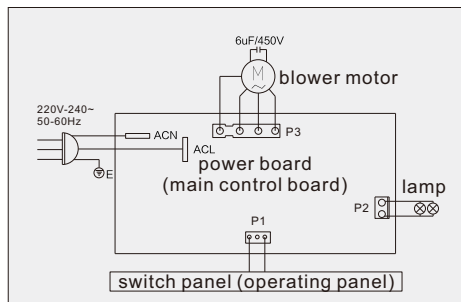 6uF/450V
M
blower motor
220V-240~
50-60Hz
ACN
P3
ACL
E
power board
(main control board)
lamp
P2
P1
switch panel (operating panel)